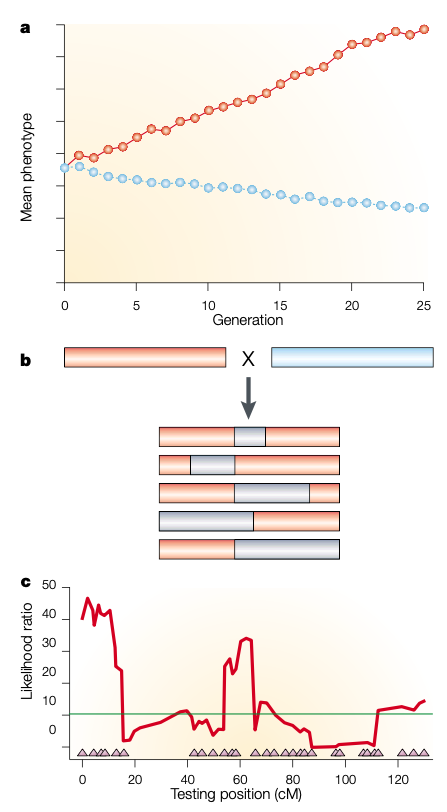 a
Mean phenotype
0 5 10 15 20 25
Generation
b
X
c
Likelihood ratio
50
40
30
20
10
0
0 20 40 60 80 100 120
Testing position (cM)